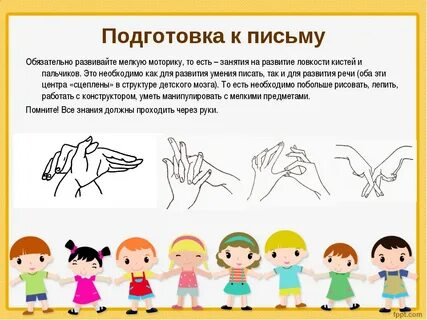 Подготовка к письму
Обязательно развивайте мелкую моторику, то есть – занятия на развитие ловкости кистей и
пальчиков. Это необходимо как для развития умения писать, так и для развития речи (оба эти
центра «сцеплены» в структуре детского мозга). То есть необходимо побольше рисовать, лепить,
работать с конструктором, уметь манипулировать с мелкими предметами.
Помните! Все знания должны проходить через руки.
fppt.com